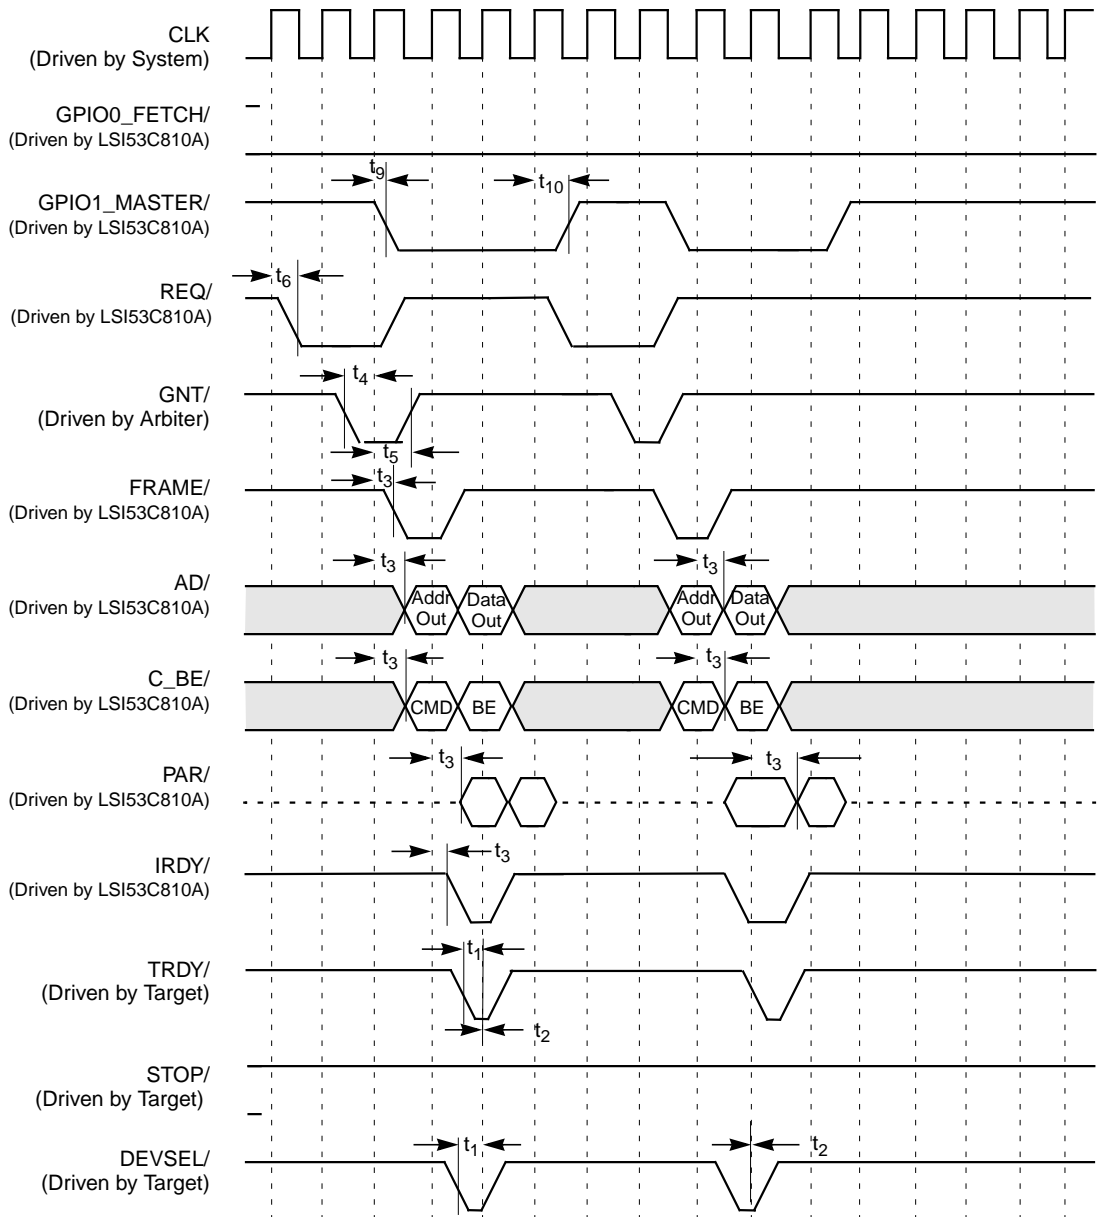 CLK
(Driven by System)
GPIO0_FETCH/
(Driven by LSI53C810A)
t9
t10
GPIO1_MASTER/
(Driven by LSI53C810A)
t6
REQ/
(Driven by LSI53C810A)
t4
GNT/
(Driven by Arbiter)
t5
t3
FRAME/
(Driven by LSI53C810A)
t3
t3
AD/
(Driven by LSI53C810A)
Addr Out
Data Out
Addr Out
Data Out
t3
t3
C_BE/
(Driven by LSI53C810A)
CMD
BE
CMD
BE
t3
t3
PAR/
(Driven by LSI53C810A)
t3
IRDY/
(Driven by LSI53C810A)
t1
TRDY/
(Driven by Target)
t2
STOP/
(Driven by Target)
t1
t2
DEVSEL/
(Driven by Target)